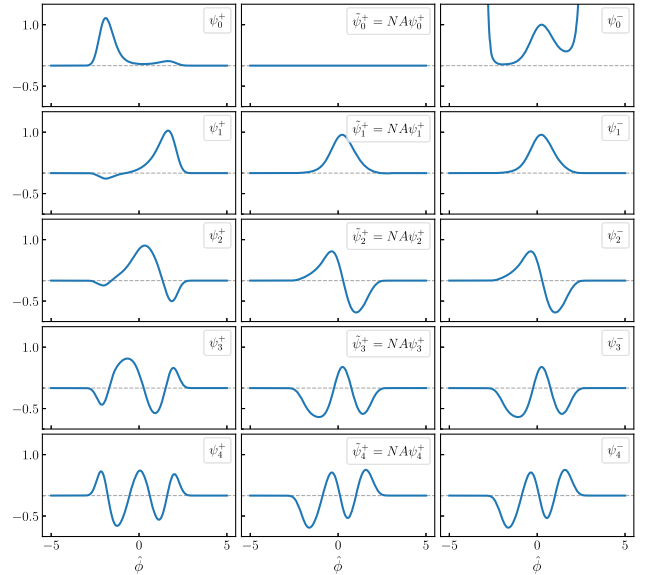 1.0
−0.5
ψ₀⁺
ψ̃₀⁺ = NAψ₀⁺
ψ₀⁻
1.0
−0.5
ψ₁⁺
ψ̃₁⁺ = NAψ₁⁺
ψ₁⁻
1.0
−0.5
ψ₂⁺
ψ̃₂⁺ = NAψ₂⁺
ψ₂⁻
1.0
−0.5
ψ₃⁺
ψ̃₃⁺ = NAψ₃⁺
ψ₃⁻
1.0
−0.5
ψ₄⁺
ψ̃₄⁺ = NAψ₄⁺
ψ₄⁻
−5 0 5
−5 0 5
−5 0 5
ϕ̂
ϕ̂
ϕ̂